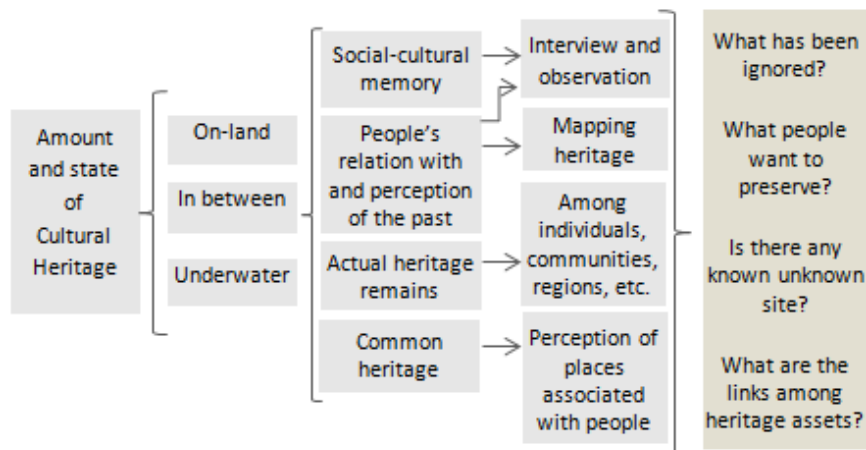 Amount
and state
of
Cultural
Heritage
On-land
In between
Underwater
Social-cultural
memory
People's
relation with
and perception
of the past
Actual heritage
remains
Common
heritage
Interview and
observation
Mapping
heritage
Among
individuals,
communities,
regions, etc.
Perception of
places
associated
with people
What has been
ignored?
What people
want to
preserve?
Is there any
known unknown
site?
What are the
links among
heritage assets?